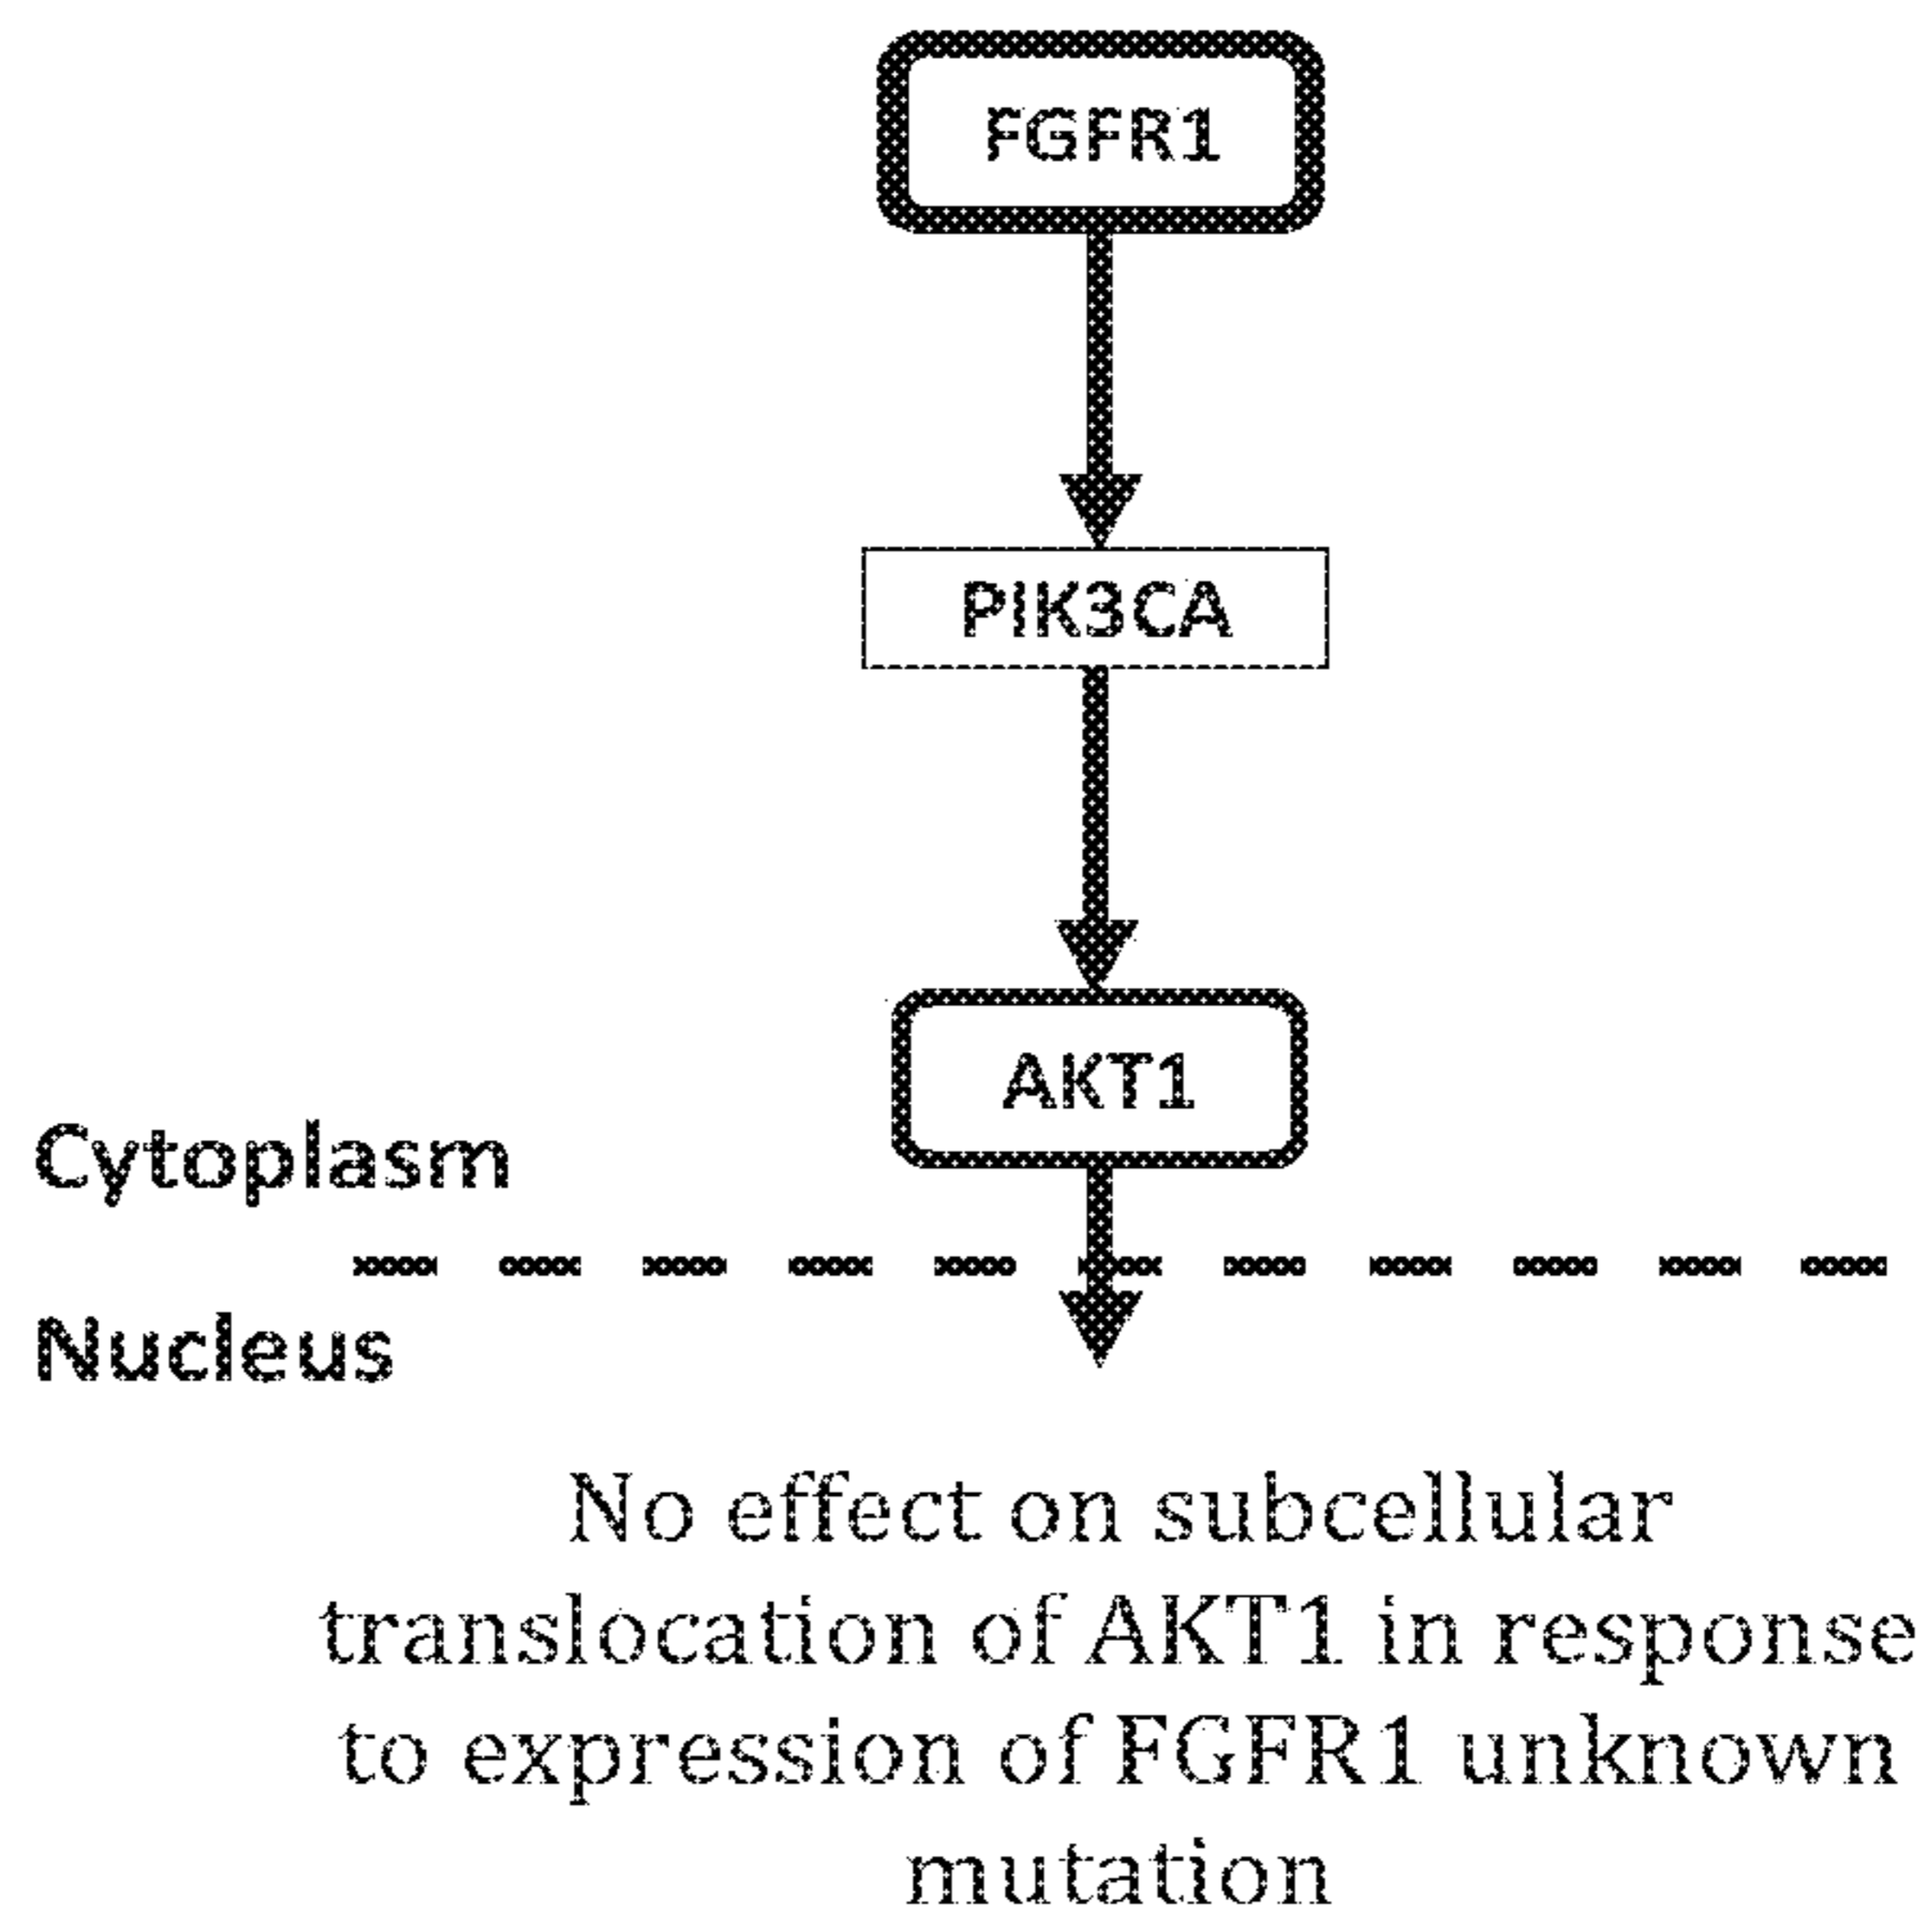 FGFR1
PIK3CA
AKT1
Cytoplasm
Nucleus
No effect on subcellular
translocation of AKT1 in response
to expression of FGFR1 unknown
mutation